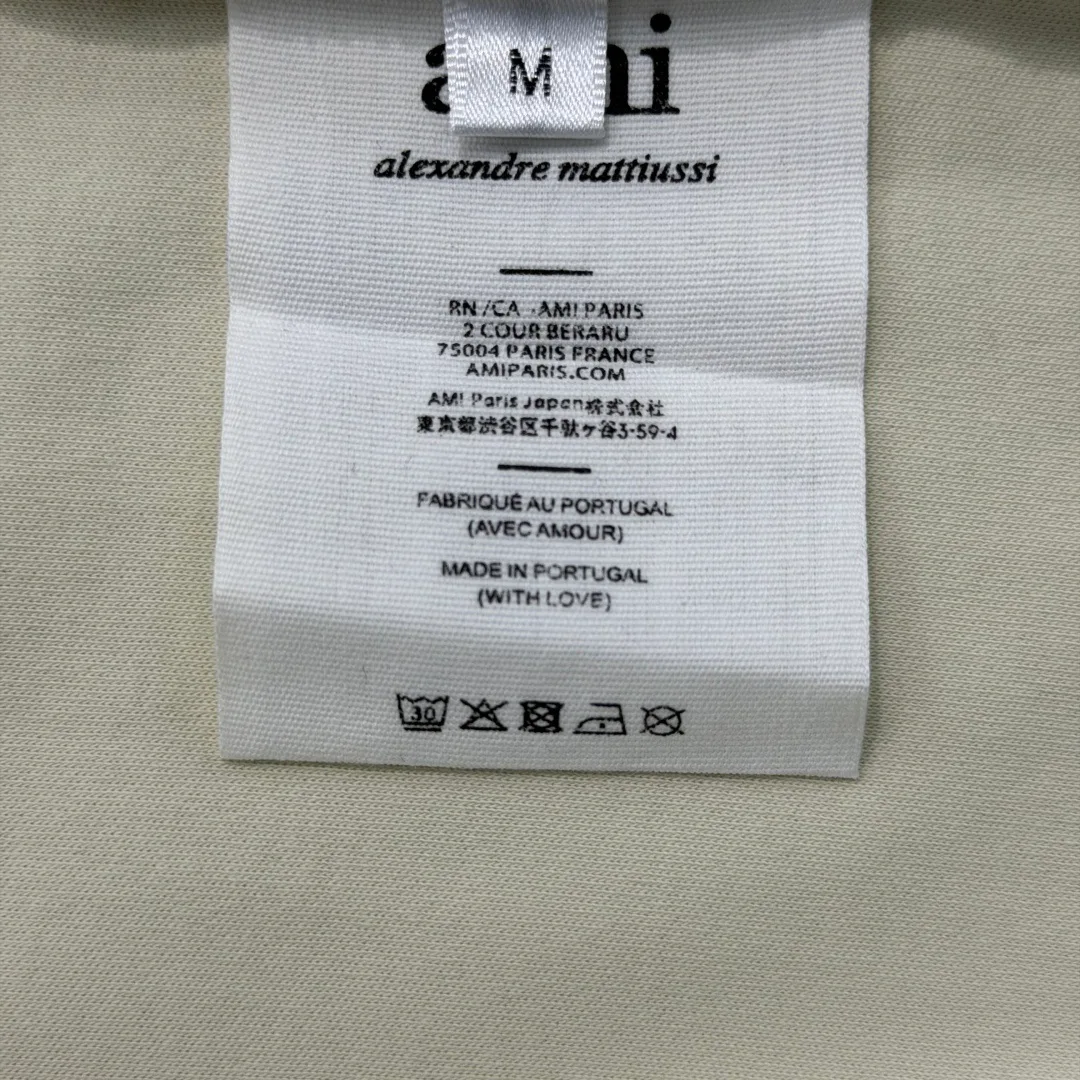 M
alexandre mattiussi
RN/CA-AMI PARIS
2 COUR BERARU
75004 PARIS FRANCE
AMIPARIS.COM
AMI Paris Japan株式会社
東京都渋谷区千駄ヶ谷3-59-4
FABRIQUÉ AU PORTUGAL
(AVEC AMOUR)
MADE IN PORTUGAL
(WITH LOVE)
30